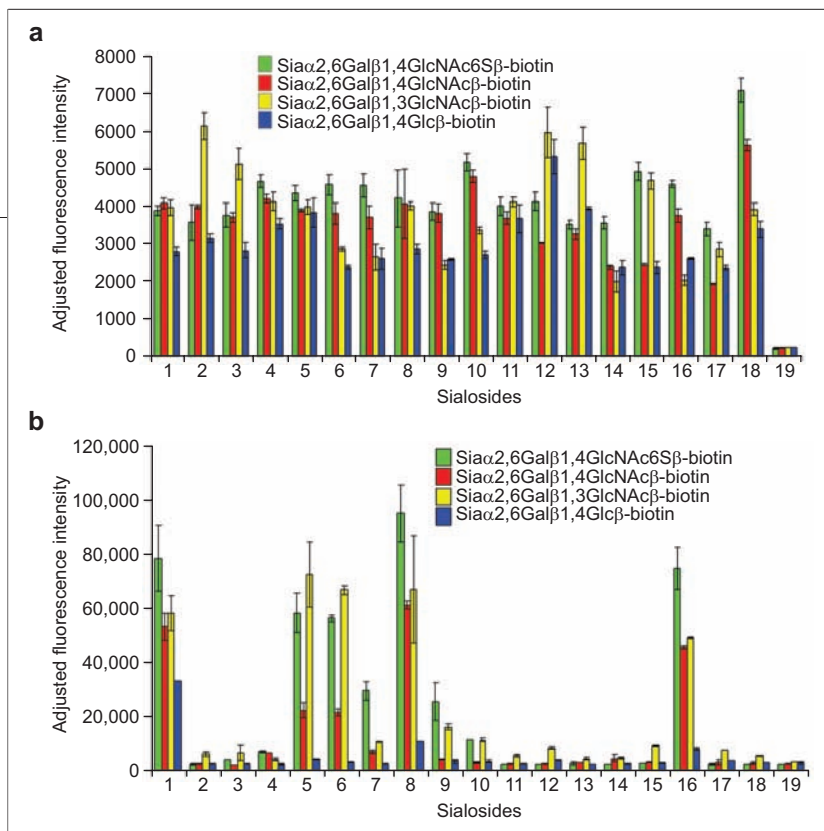 a
8000
7000
6000
5000
4000
3000
2000
1000
0
Adjusted fluorescence intensity
Siaα2,6Galβ1,4GlcNAc6Sβ-biotin
Siaα2,6Galβ1,4GlcNAcβ-biotin
Siaα2,6Galβ1,3GlcNAcβ-biotin
Siaα2,6Galβ1,4Glcβ-biotin
1 2 3 4 5 6 7 8 9 10 11 12 13 14 15 16 17 18 19
Sialosides
b
120,000
100,000
80,000
60,000
40,000
20,000
0
Adjusted fluorescence intensity
Siaα2,6Galβ1,4GlcNAc6Sβ-biotin
Siaα2,6Galβ1,4GlcNAcβ-biotin
Siaα2,6Galβ1,3GlcNAcβ-biotin
Siaα2,6Galβ1,4Glcβ-biotin
1 2 3 4 5 6 7 8 9 10 11 12 13 14 15 16 17 18 19
Sialosides